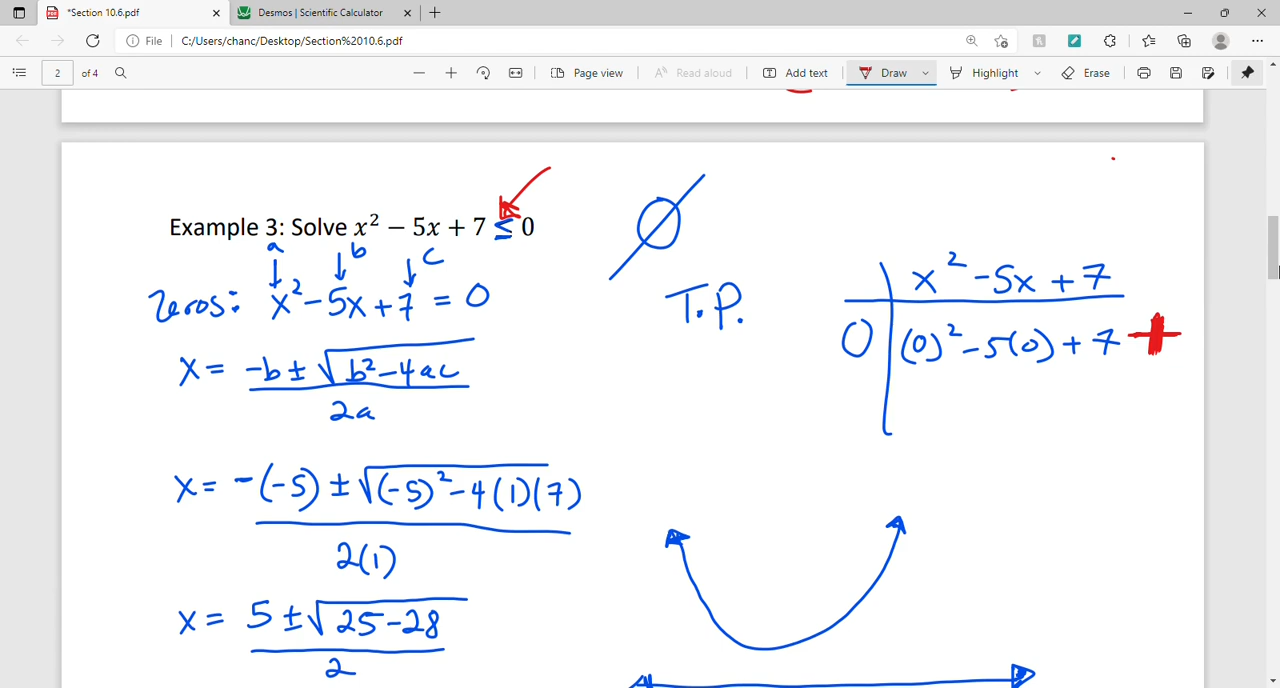 *Section 10.6.pdf
Desmos | Scientific Calculator
File | C:/Users/chanc/Desktop/Section%2010.6.pdf
2 of 4
Page view
Read aloud
Add text
Draw
Highlight
Erase
Example 3: Solve x² − 5x + 7 ≤ 0
∅
a b c
Zeros: x² - 5x + 7 = 0
T.P.
x² - 5x + 7
0 (0)² - 5(0) + 7 +
x = -b ± √b² - 4ac
2a
x = -(-5) ± √(-5)² - 4(1)(7)
2(1)
x = 5 ± √25 - 28
2